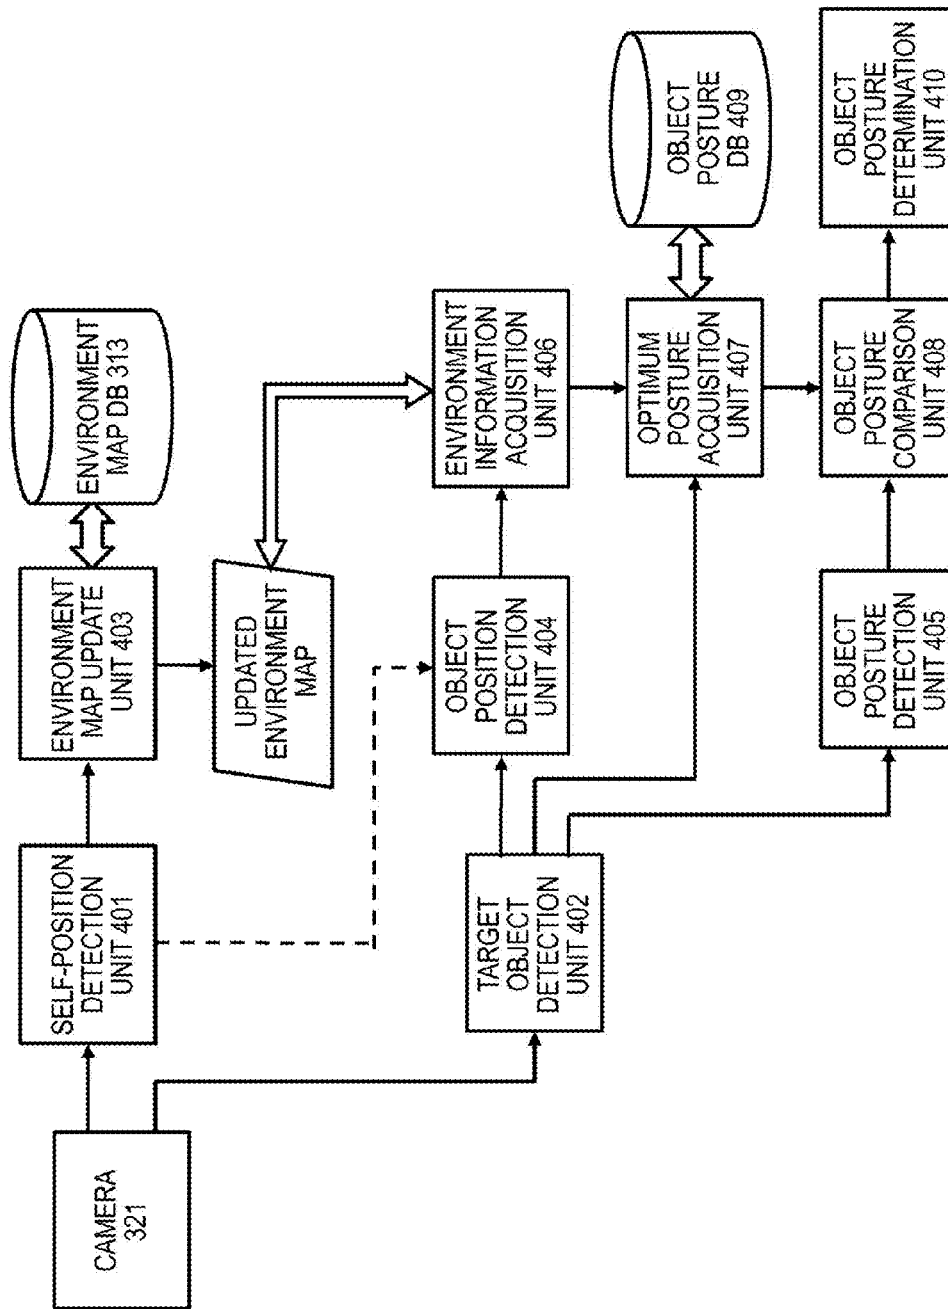 CAMERA
321
SELF-POSITION
DETECTION
UNIT 401
ENVIRONMENT
MAP UPDATE
UNIT 403
ENVIRONMENT
MAP DB 313
UPDATED
ENVIRONMENT
MAP
TARGET
OBJECT
DETECTION
UNIT 402
OBJECT
POSITION
DETECTION
UNIT 404
ENVIRONMENT
INFORMATION
ACQUISITION
UNIT 406
OPTIMUM
POSTURE
ACQUISITION
UNIT 407
OBJECT
POSTURE
DB 409
OBJECT
POSTURE
DETECTION
UNIT 405
OBJECT
POSTURE
COMPARISON
UNIT 408
OBJECT
POSTURE
DETERMINATION
UNIT 410